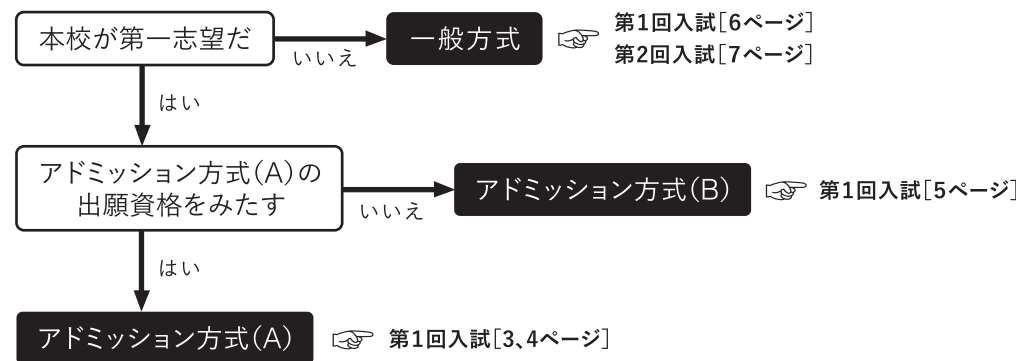 本校が第一志望だ
いいえ
一般方式
第1回入試[6ページ]
第2回入試[7ページ]
はい
アドミッション方式(A)の
出願資格をみたす
いいえ
アドミッション方式(B)
第1回入試[5ページ]
はい
アドミッション方式(A)
第1回入試[3、4ページ]